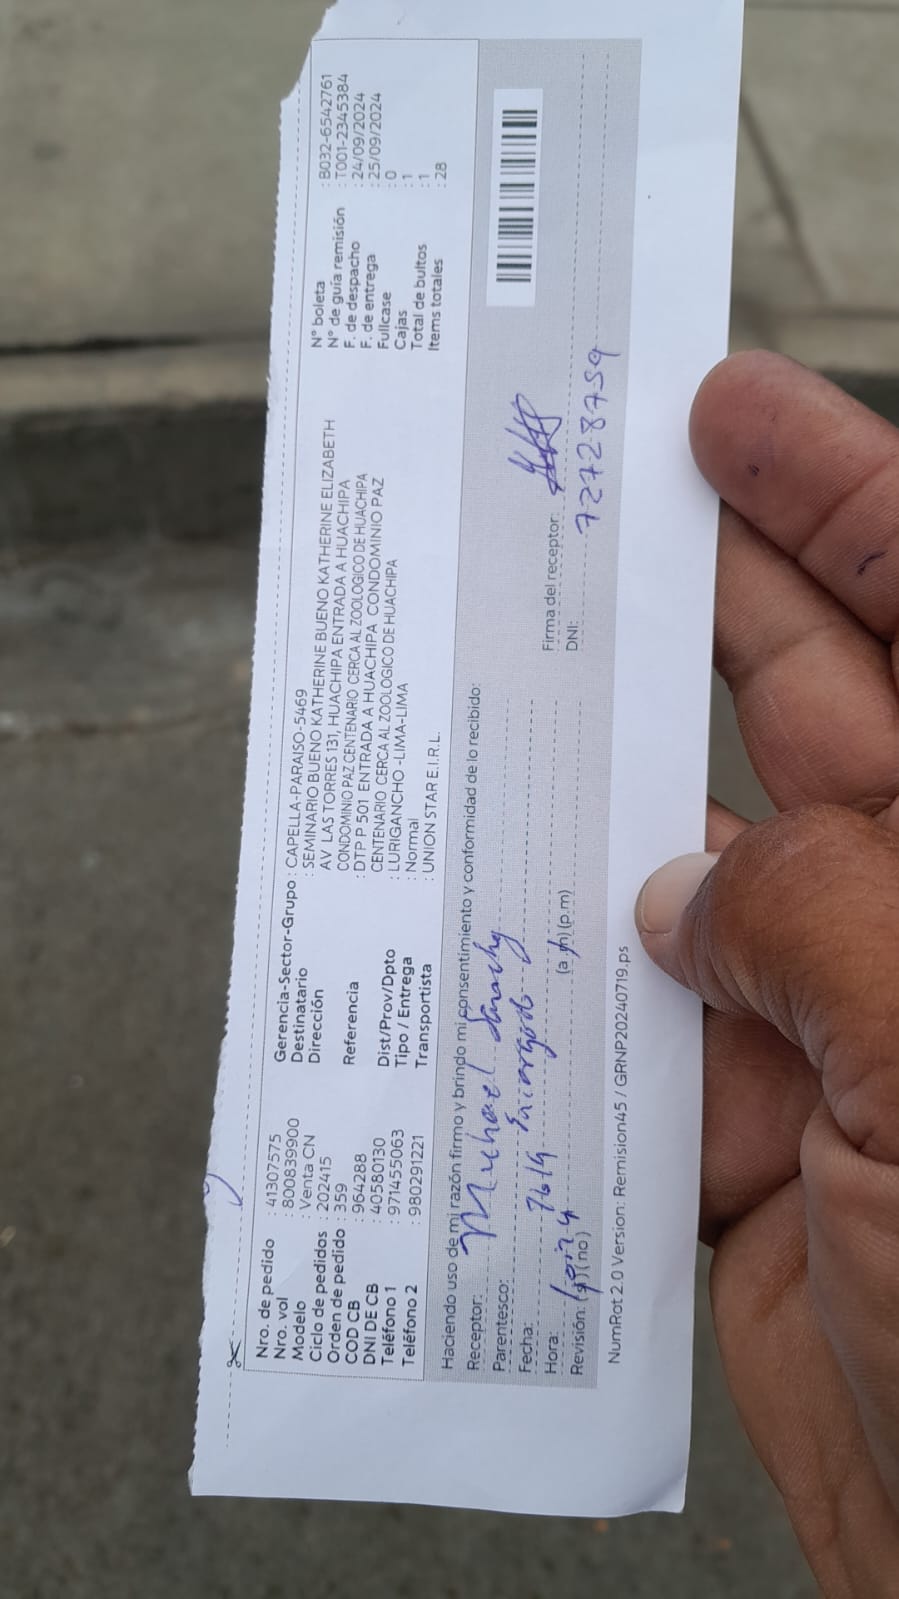 Nro. de pedido : 41307575
Nro. vol : 800839900
Modelo : Venta CN
Ciclo de pedidos : 202415
Orden de pedido : 359
COD CB : 964288
DNI DE CB : 40580130
Teléfono 1 : 971455063
Teléfono 2 : 980291221
Gerencia-Sector-Grupo : CAPELLA-PARAISO-5469
Destinatario : SEMINARIO BUENO KATHERINE BUENO KATHERINE ELIZABETH
Dirección AV LAS TORRES 131, HUACHIPA ENTRADA A HUACHIPA
CONDOMINIO PAZ CENTENARIO CERCA AL ZOOLOGICO DE HUACHIPA
Referencia : DTP P 501 ENTRADA A HUACHIPA CONDOMINIO PAZ
CENTENARIO CERCA AL ZOOLOGICO DE HUACHIPA
Dist/Prov/Dpto : LURIGANCHO -LIMA-LIMA
Tipo / Entrega : Normal
Transportista : UNION STAR E.I.R.L.
N° boleta : B032-6542761
N° de guía remisión : T001-2345384
F. de despacho : 24/09/2024
F. de entrega : 25/09/2024
Fullcase : 0
Cajas : 1
Total de bultos : 1
Items totales : 28
Haciendo uso de mi razón firmo y brindo mi consentimiento y conformidad de lo recibido:
Receptor:
Parentesco:
Fecha:
Hora: (a.m) (p.m)
Revisión: (si) (no)
Firma del receptor:
DNI: 72728759
NumRot 2.0 Version: Remision45 / GRNP20240719.ps